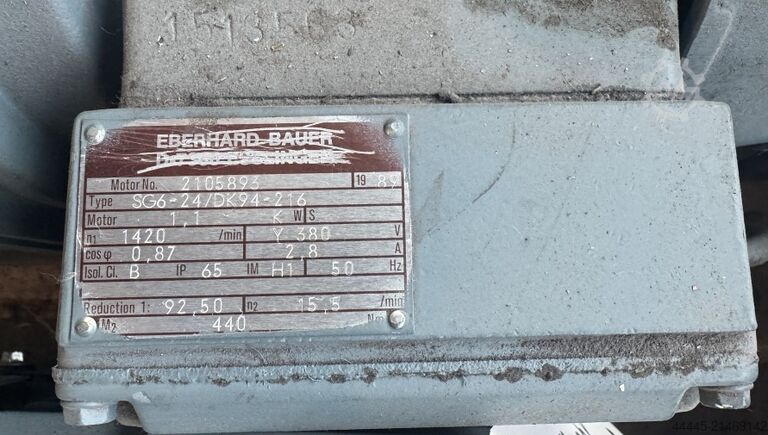 EBERHARD BAUER
Motor No. 2105893 19 89
Type SG6-24/DK94-216
Motor 1,1 K W S
n1 1420 /min Y 380 V
cos φ 0,87 2,8 A
Isol. Cl. B IP 65 IM H1 50 Hz
Reduction 1: 92,50 n2 15,5 /min
M2 440 Nm
44445-21469142